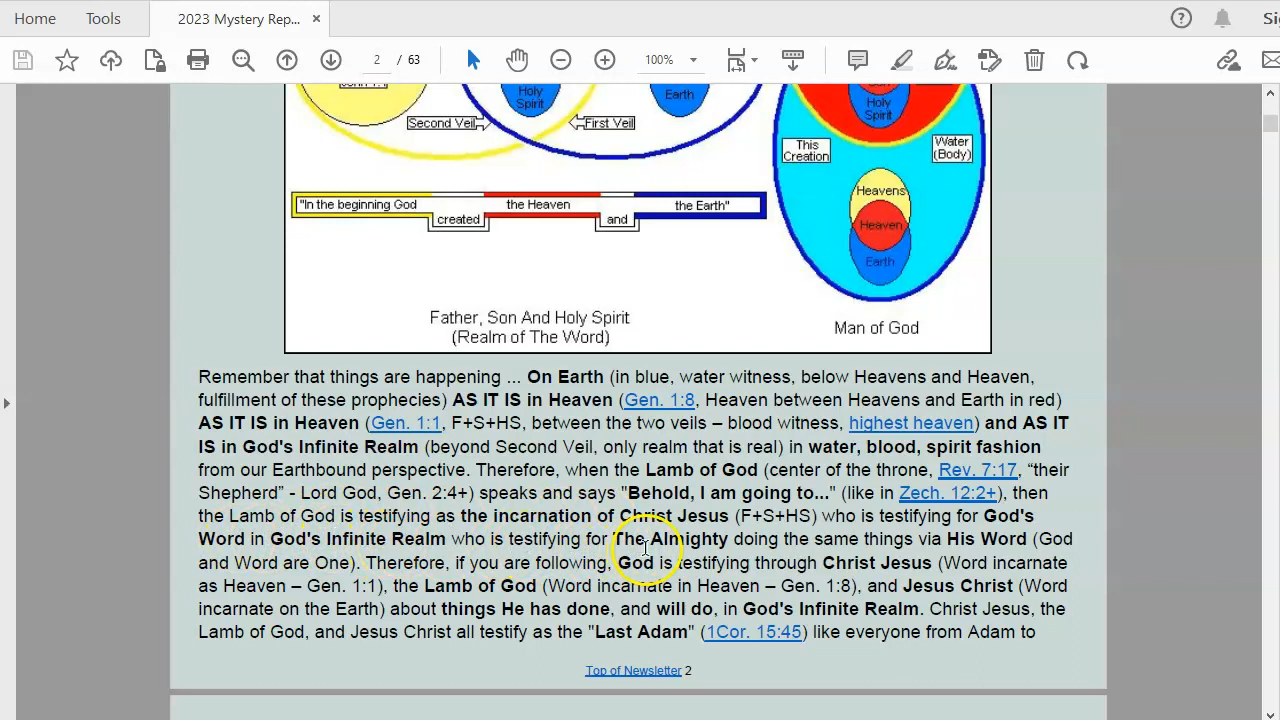 Home Tools 2023 Mystery Rep... × ? Si
2 / 63 100%
Holy Spirit
Earth
Second Veil
First Veil
Holy Spirit
This Creation
Water (Body)
Heavens
Heaven
Earth
"In the beginning God created the Heaven and the Earth"
Father, Son And Holy Spirit
(Realm of The Word)
Man of God
Remember that things are happening ... On Earth (in blue, water witness, below Heavens and Heaven,
fulfillment of these prophecies) AS IT IS in Heaven (Gen. 1:8, Heaven between Heavens and Earth in red)
AS IT IS in Heaven (Gen. 1:1, F+S+HS, between the two veils – blood witness, highest heaven) and AS IT
IS in God's Infinite Realm (beyond Second Veil, only realm that is real) in water, blood, spirit fashion
from our Earthbound perspective. Therefore, when the Lamb of God (center of the throne, Rev. 7:17, “their
Shepherd” - Lord God, Gen. 2:4+) speaks and says "Behold, I am going to..." (like in Zech. 12:2+), then
the Lamb of God is testifying as the incarnation of Christ Jesus (F+S+HS) who is testifying for God's
Word in God's Infinite Realm who is testifying for The Almighty doing the same things via His Word (God
and Word are One). Therefore, if you are following, God is testifying through Christ Jesus (Word incarnate
as Heaven – Gen. 1:1), the Lamb of God (Word incarnate in Heaven – Gen. 1:8), and Jesus Christ (Word
incarnate on the Earth) about things He has done, and will do, in God's Infinite Realm. Christ Jesus, the
Lamb of God, and Jesus Christ all testify as the "Last Adam" (1Cor. 15:45) like everyone from Adam to
Top of Newsletter 2